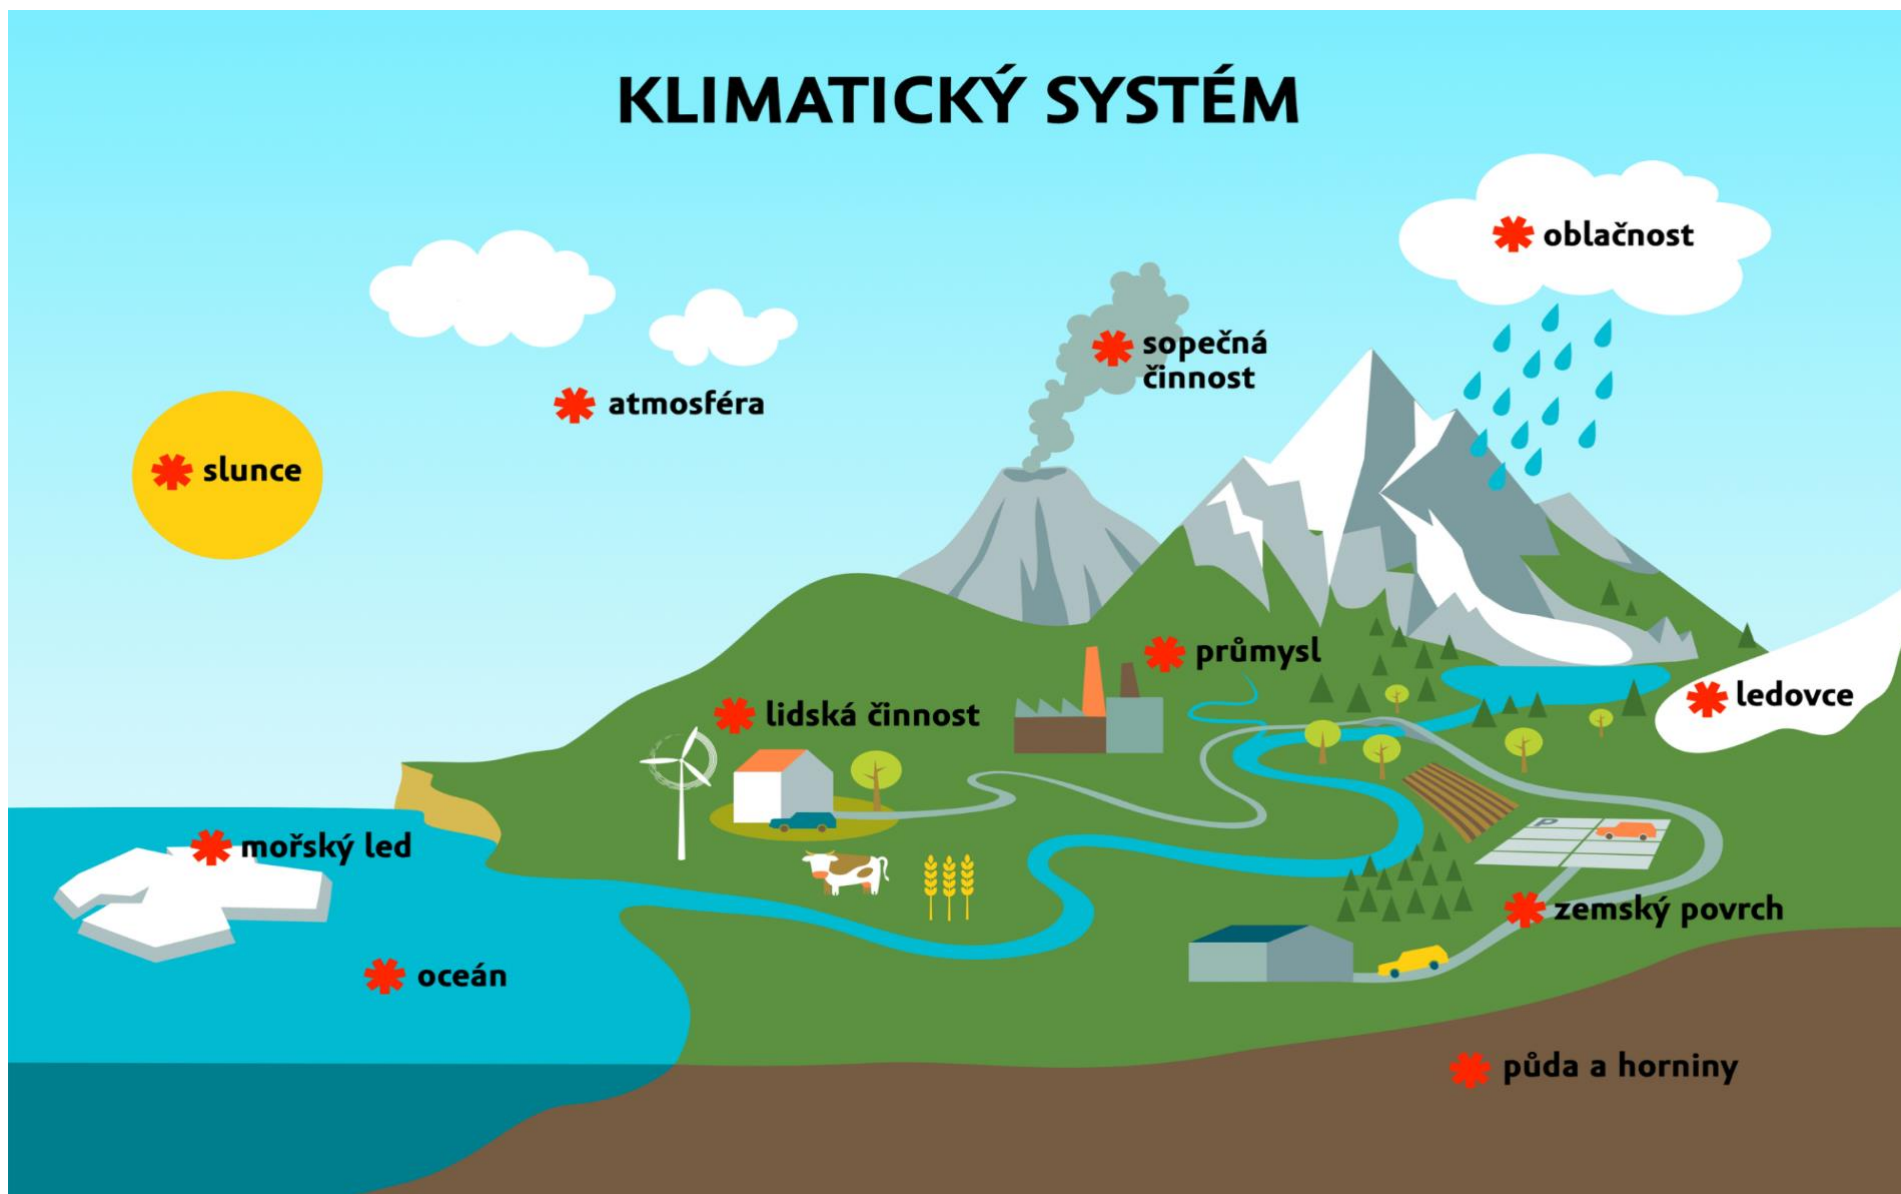 KLIMATICKÝ SYSTÉM
oblačnost
sopečná
činnost
atmosféra
slunce
průmysl
ledovce
lidská činnost
P
mořský led
zemský povrch
oceán
půda a horniny